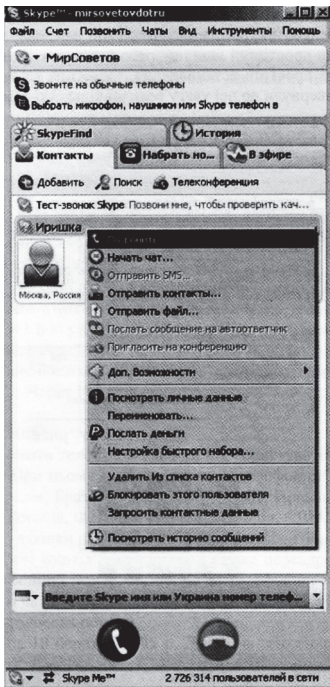 Skype™ - mirsovetovdotru
Файл Счет Позвонить Чаты Вид Инструменты Помощь
МирСоветов
Звоните на обычные телефоны
Выбрать микрофон, наушники или Skype телефон в
SkypeFind История
Контакты Набрать но... В эфире
Добавить Поиск Телеконференция
Тест-звонок Skype Позвони мне, чтобы проверить кач...
Иришка
Москва, Россия
Начать чат...
Отправить SMS...
Отправить контакты...
Отправить файл...
Послать сообщение на автоответчик
Пригласить на конференцию
Доп. Возможности
Посмотреть личные данные
Переименовать...
Послать деньги
Настройка быстрого набора...
Удалить Из списка контактов
Блокировать этого пользователя
Запросить контактные данные
Посмотреть историю сообщений
Введите Skype имя или Украина номер телеф...
Skype Me™ 2 726 314 пользователей в сети